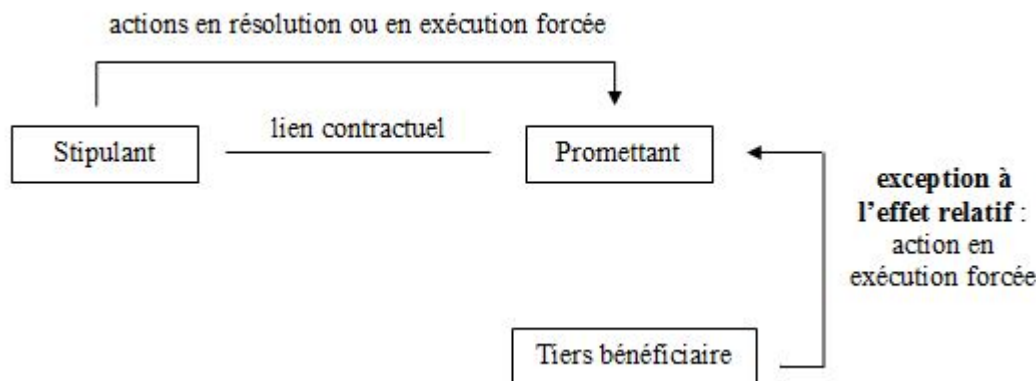 actions en résolution ou en exécution forcée
lien contractuel
Stipulant
Promettant
exception à
l’effet relatif :
action en
exécution forcée
Tiers bénéficiaire